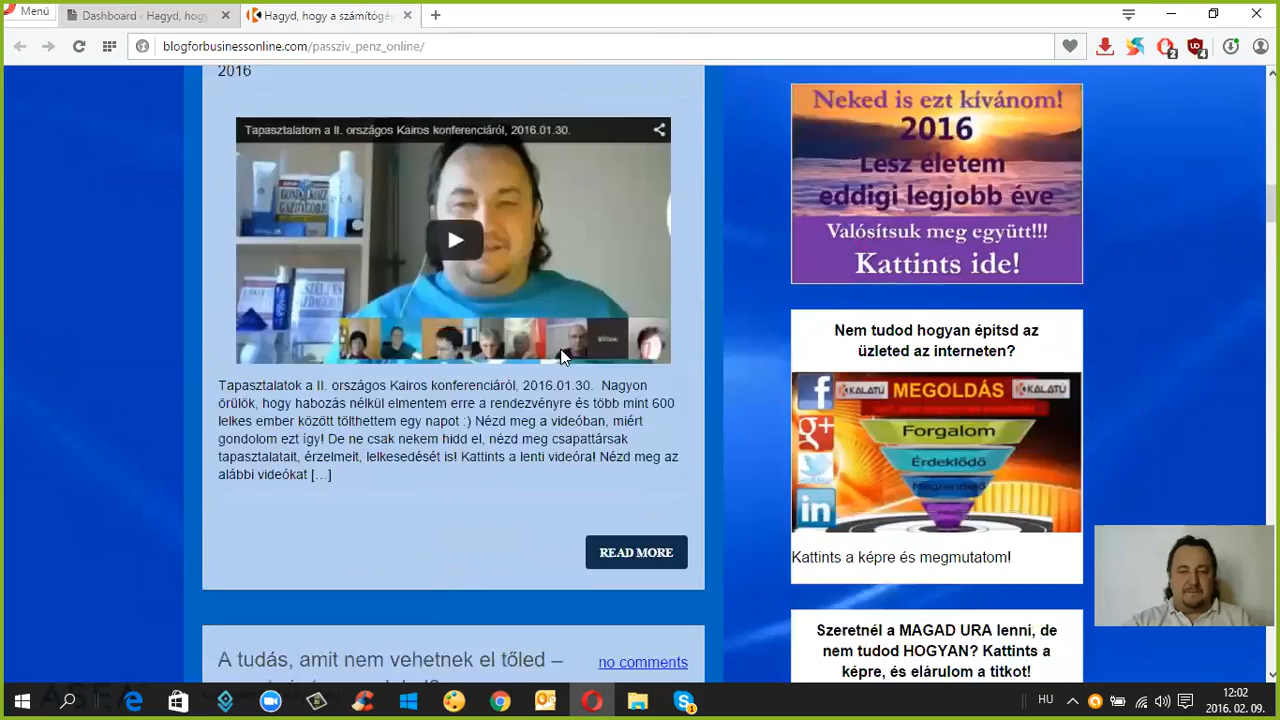 Menü
Dashboard ‹ Hagyd, hogy
Hagyd, hogy a számítógép
blogforbusinessonline.com/passziv_penz_online/
2
4
2016
Tapasztalatom a II. országos Kairos konferenciáról, 2016.01.30.
Tapasztalatok a II. országos Kairos konferenciáról, 2016.01.30. Nagyon
örülök, hogy habozás nélkül elmentem erre a rendezvényre és több mint 600
lelkes ember között tölthettem egy napot :) Nézd meg a videóban, miért
gondolom ezt így! De ne csak nekem hidd el, nézd meg csapattársak
tapasztalatait, érzelmeit, lelkesedését is! Kattints a lenti videóra! Nézd meg az
alábbi videókat […]
READ MORE
A tudás, amit nem vehetnek el tőled –
no comments
Neked is ezt kívánom!
2016
Lesz életem
eddigi legjobb éve
Valósítsuk meg együtt!!!
Kattints ide!
Nem tudod hogyan építsd az
üzleted az interneten?
KALATÚ MEGOLDÁS KALATÚ
Forgalom
Érdeklődő
Megrendelő
Kattints a képre és megmutatom!
Szeretnél a MAGAD URA lenni, de
nem tudod HOGYAN? Kattints a
képre, és elárulom a titkot!
HU
12:02
2016. 02. 09.